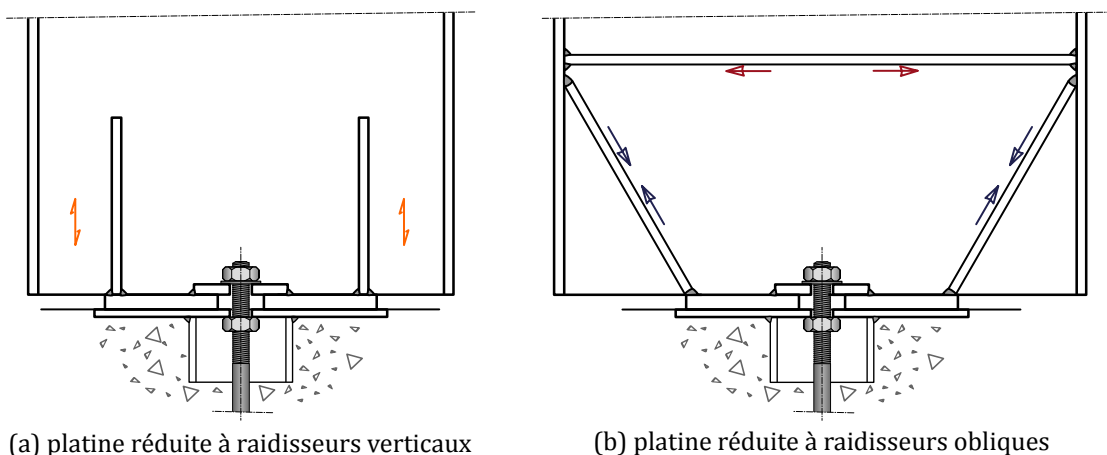 (a) platine réduite à raidisseurs verticaux
(b) platine réduite à raidisseurs obliques